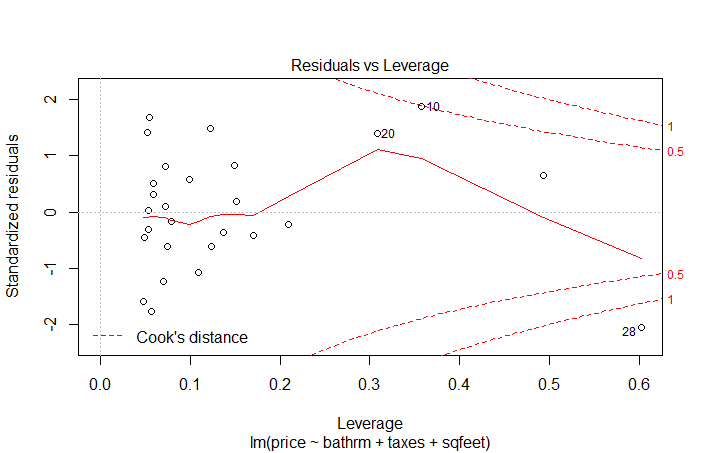 Residuals vs Leverage
Standardized residuals
2
1
0
-1
-2
10
20
28
1
0.5
0.5
1
Cook's distance
0.0 0.1 0.2 0.3 0.4 0.5 0.6
Leverage
lm(price ~ bathrm + taxes + sqfeet)